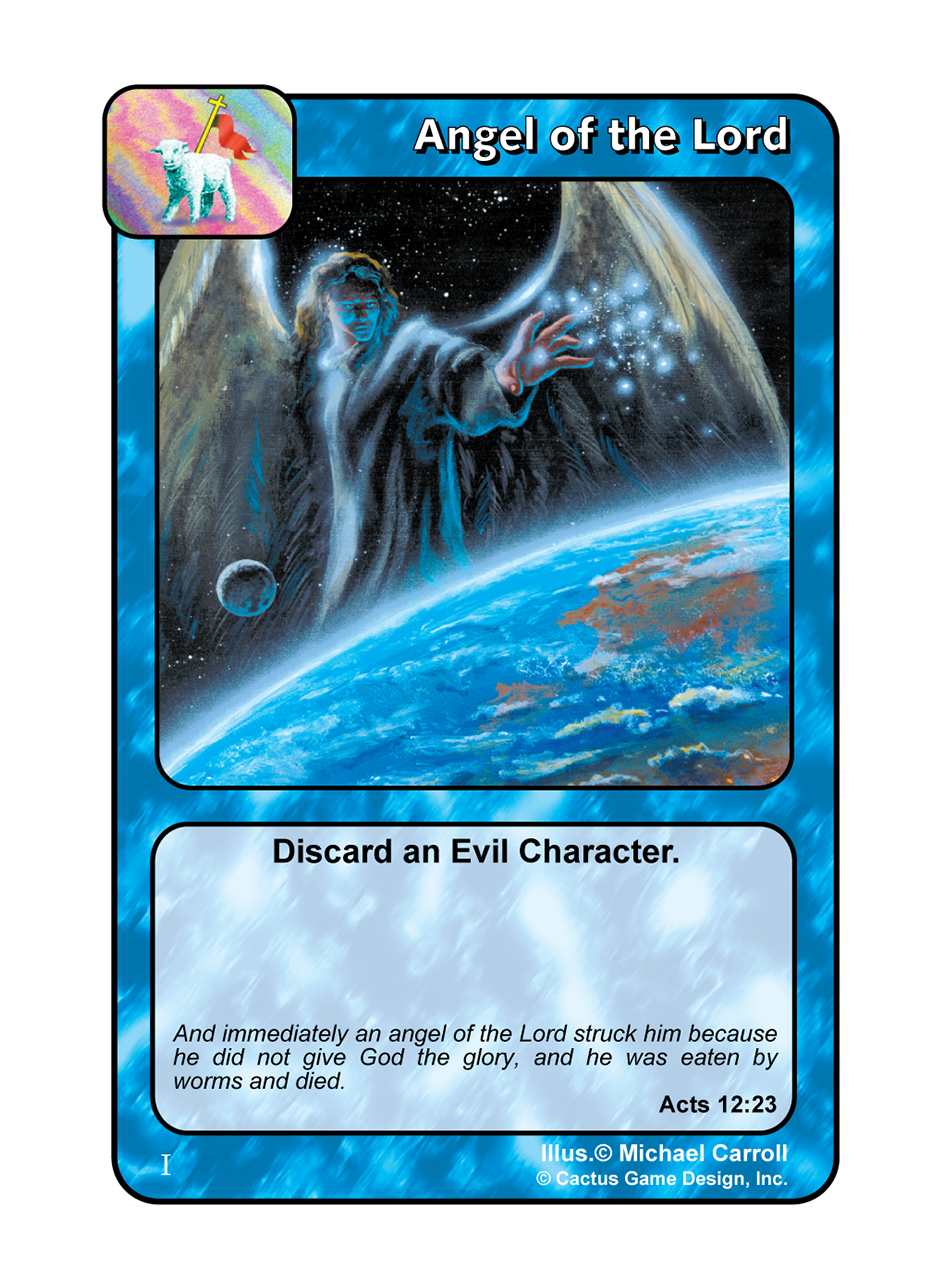 Angel of the Lord
Discard an Evil Character.
And immediately an angel of the Lord struck him because
he did not give God the glory, and he was eaten by
worms and died.
Acts 12:23
I
Illus.© Michael Carroll
© Cactus Game Design, Inc.